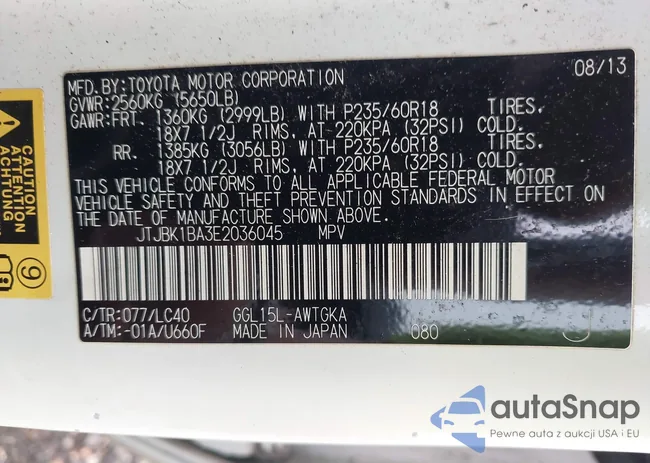 MFD.BY:TOYOTA MOTOR CORPORATION 08/13
GVWR:2560KG (5650LB)
GAWR:FRT. 1360KG (2999LB) WITH P235/60R18 TIRES.
18X7 1/2J RIMS, AT 220KPA (32PSI) COLD.
RR. 1385KG (3056LB) WITH P235/60R18 TIRES.
18X7 1/2J RIMS, AT 220KPA (32PSI) COLD.
THIS VEHICLE CONFORMS TO ALL APPLICABLE FEDERAL MOTOR
VEHICLE SAFETY AND THEFT PREVENTION STANDARDS IN EFFECT ON
THE DATE OF MANUFACTURE SHOWN ABOVE.
JTJBK1BA3E2036045 MPV
C/TR:077/LC40 GGL15L-AWTGKA
A/TM:-01A/U660F MADE IN JAPAN 080 J
CAUTION
ATTENTION
ACHTUNG
9
autaSnap
Pewne auta z aukcji USA i EU